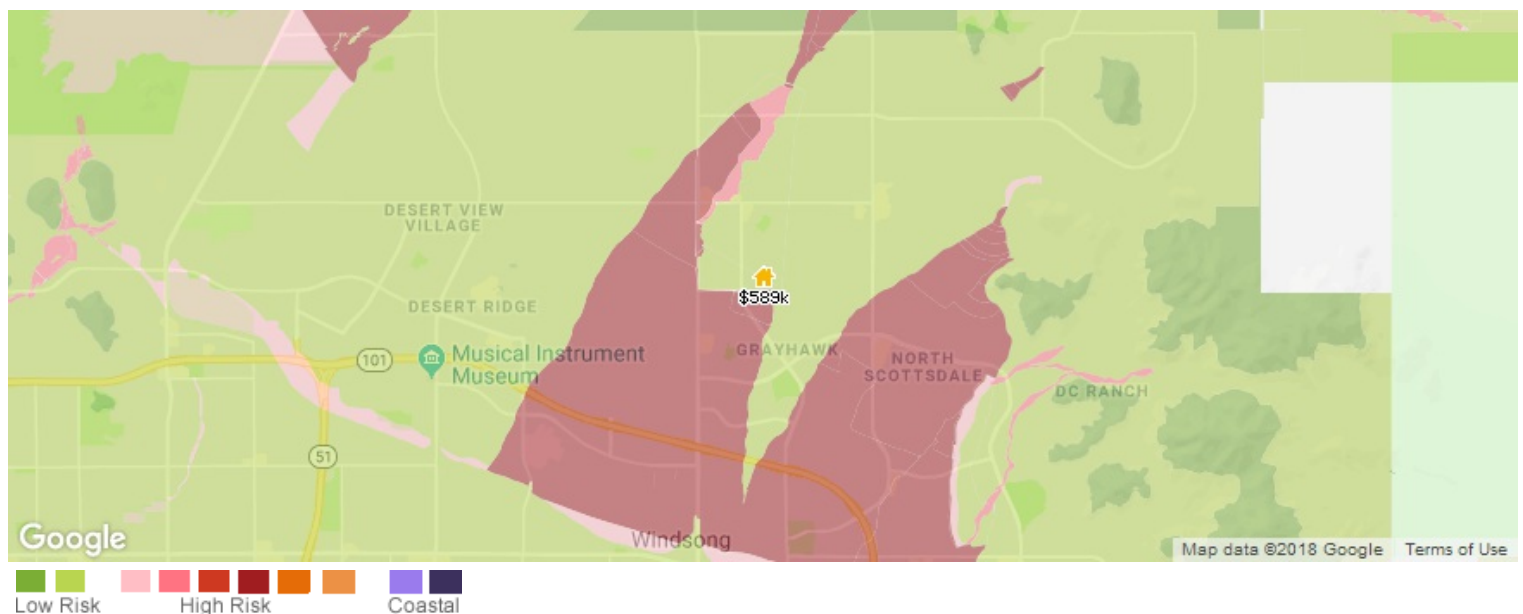 DESERT VIEW
VILLAGE
$589k
DESERT RIDGE
GRAYHAWK
NORTH
SCOTTSDALE
101
Musical Instrument
Museum
DC RANCH
51
Windsong
Google
Map data ©2018 Google
Terms of Use
Low Risk
High Risk
Coastal